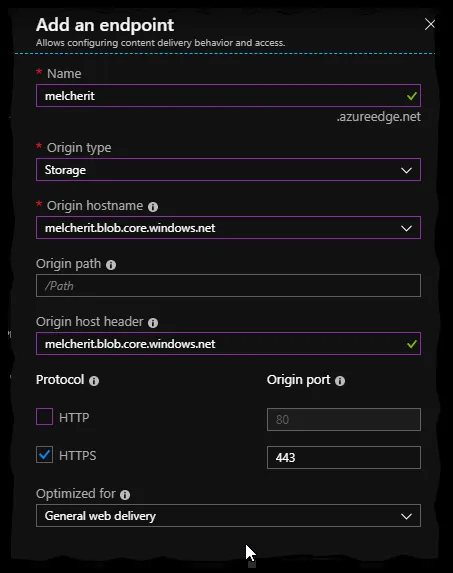 Add an endpoint
Allows configuring content delivery behavior and access.
* Name
melcherit
.azureedge.net
* Origin type
Storage
* Origin hostname
melcherit.blob.core.windows.net
Origin path
/Path
Origin host header
melcherit.blob.core.windows.net
Protocol Origin port
HTTP 80
HTTPS 443
Optimized for
General web delivery